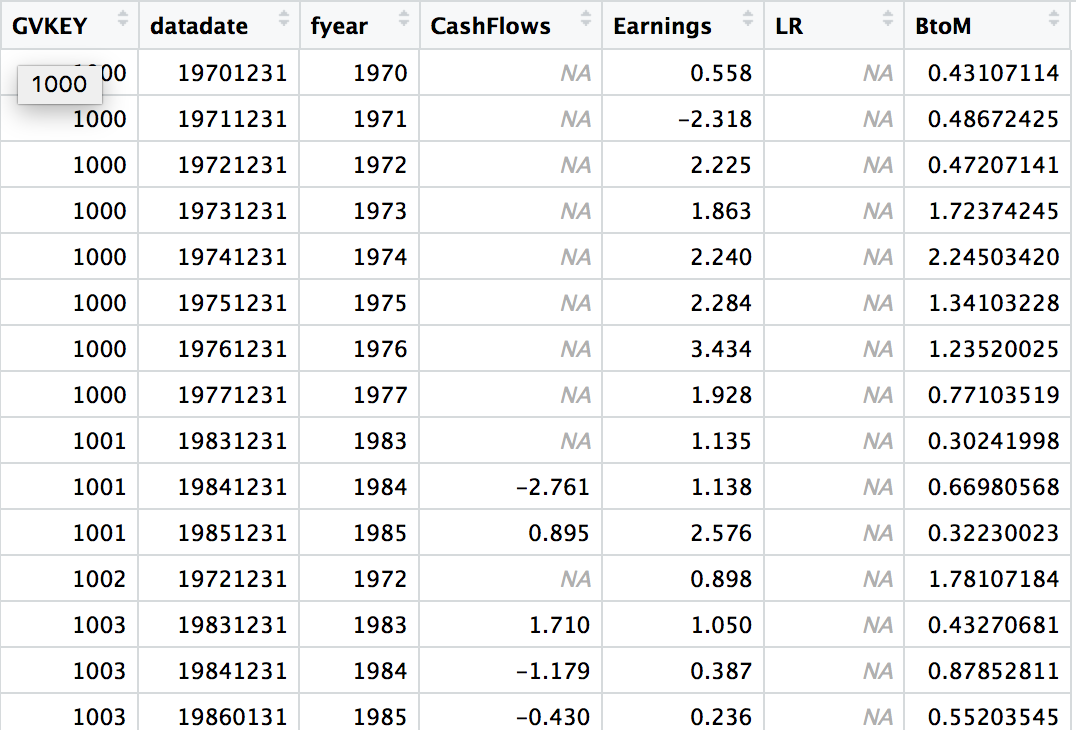 GVKEY datadate fyear CashFlows Earnings LR BtoM
00 19701231 1970 NA 0.558 NA 0.43107114
1000
1000 19711231 1971 NA −2.318 NA 0.48672425
1000 19721231 1972 NA 2.225 NA 0.47207141
1000 19731231 1973 NA 1.863 NA 1.72374245
1000 19741231 1974 NA 2.240 NA 2.24503420
1000 19751231 1975 NA 2.284 NA 1.34103228
1000 19761231 1976 NA 3.434 NA 1.23520025
1000 19771231 1977 NA 1.928 NA 0.77103519
1001 19831231 1983 NA 1.135 NA 0.30241998
1001 19841231 1984 −2.761 1.138 NA 0.66980568
1001 19851231 1985 0.895 2.576 NA 0.32230023
1002 19721231 1972 NA 0.898 NA 1.78107184
1003 19831231 1983 1.710 1.050 NA 0.43270681
1003 19841231 1984 −1.179 0.387 NA 0.87852811
1003 19860131 1985 −0.430 0.236 NA 0.55203545